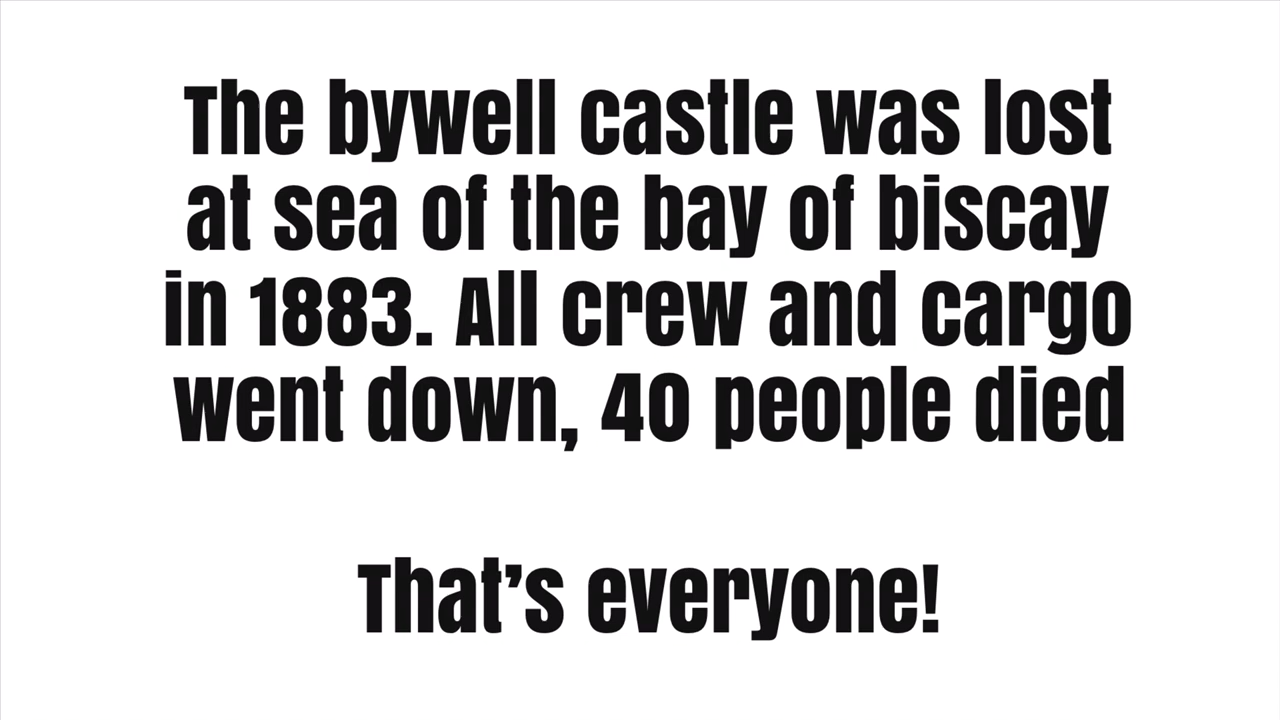 The bywell castle was lost
at sea of the bay of biscay
in 1883. All crew and cargo
went down, 40 people died
That’s everyone!